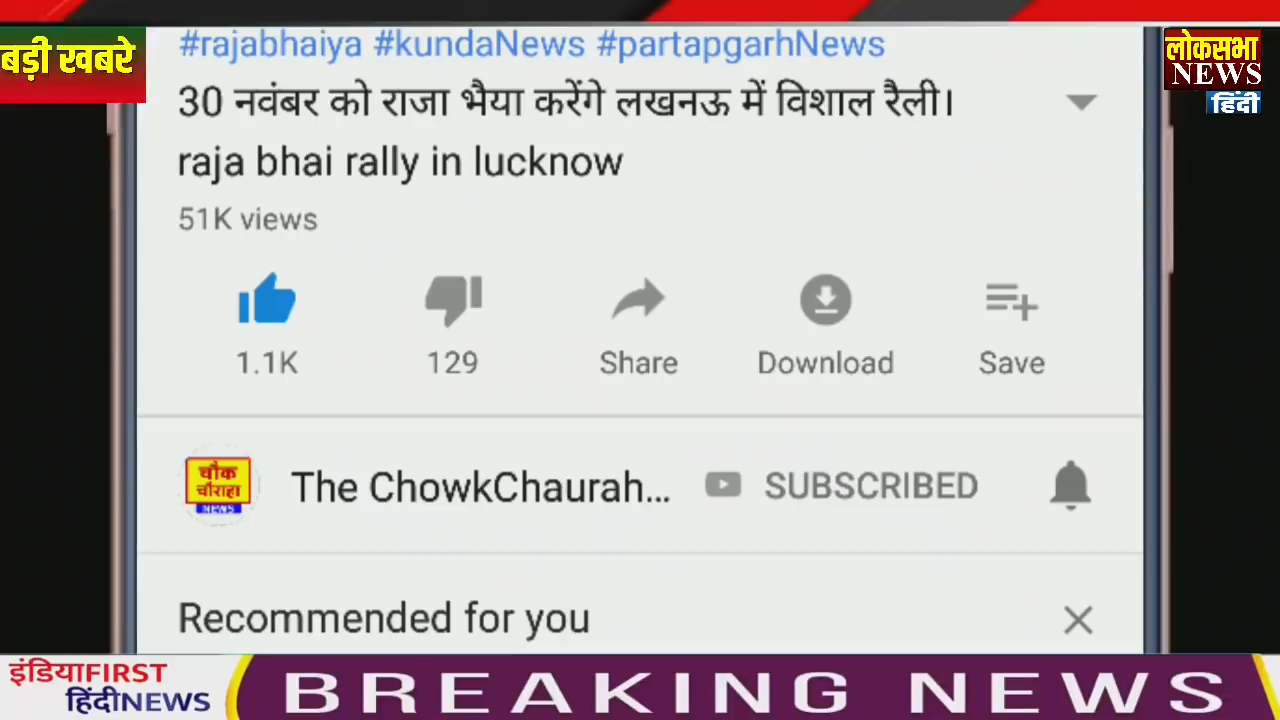 बड़ी खबरे
लोकसभा
NEWS
हिंदी
#rajabhaiya #kundaNews #partapgarhNews
30 नवंबर को राजा भैया करेंगे लखनऊ में विशाल रैली।
raja bhai rally in lucknow
51K views
1.1K 129 Share Download Save
चौक
चौराहा
NEWS
The ChowkChaurah... SUBSCRIBED
Recommended for you
इंडियाFIRST
हिंदीNEWS
BREAKING NEWS